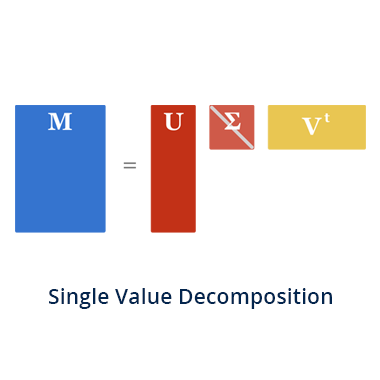 M = U Σ Vᵗ
Single Value Decomposition